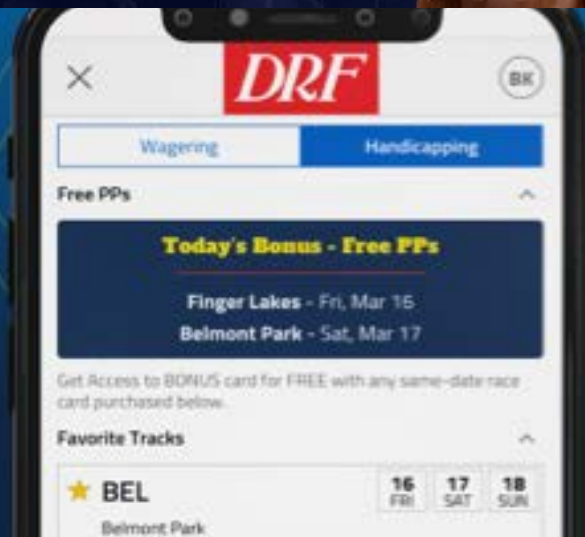 DRF
BK
Wagering
Handicapping
Free PPs
Today's Bonus - Free PPs
Finger Lakes - Fri, Mar 16
Belmont Park - Sat, Mar 17
Get Access to BONUS card for FREE with any same-date race
card purchased below.
Favorite Tracks
BEL
16 17 18
FRI SAT SUN
Belmont Park